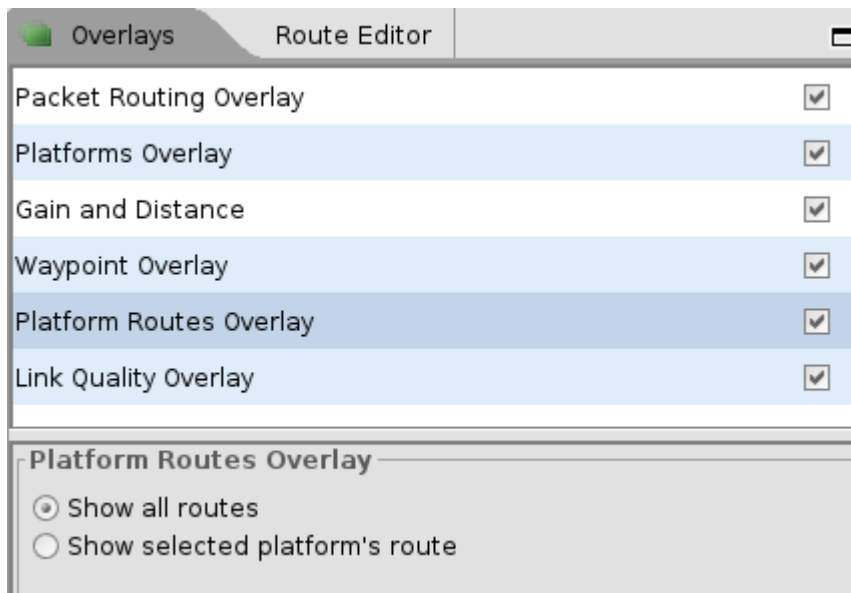 Overlays Route Editor
Packet Routing Overlay
Platforms Overlay
Gain and Distance
Waypoint Overlay
Platform Routes Overlay
Link Quality Overlay
Platform Routes Overlay
Show all routes
Show selected platform's route